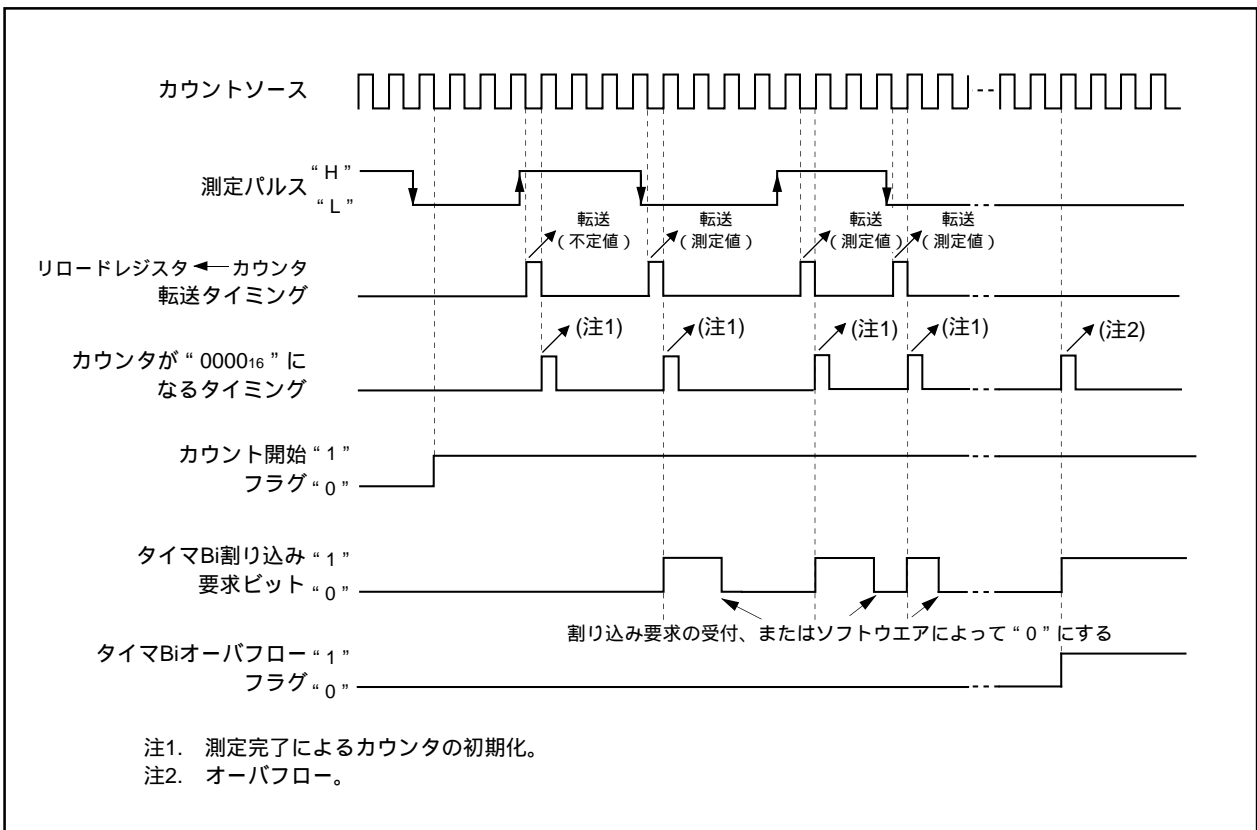 カウントソース
測定パルス
“ H ”
“ L ”
転送
（不定値）
転送
（測定値）
転送
（測定値）
転送
（測定値）
リロードレジスタ ← カウンタ
転送タイミング
カウンタが “ 000016 ” に
なるタイミング
(注1)
(注1)
(注1)
(注1)
(注2)
カウント開始 “ 1 ”
フラグ “ 0 ”
タイマBi割り込み “ 1 ”
要求ビット “ 0 ”
割り込み要求の受付、またはソフトウエアによって “ 0 ” にする
タイマBiオーバフロー “ 1 ”
フラグ “ 0 ”
注1. 測定完了によるカウンタの初期化。
注2. オーバフロー。